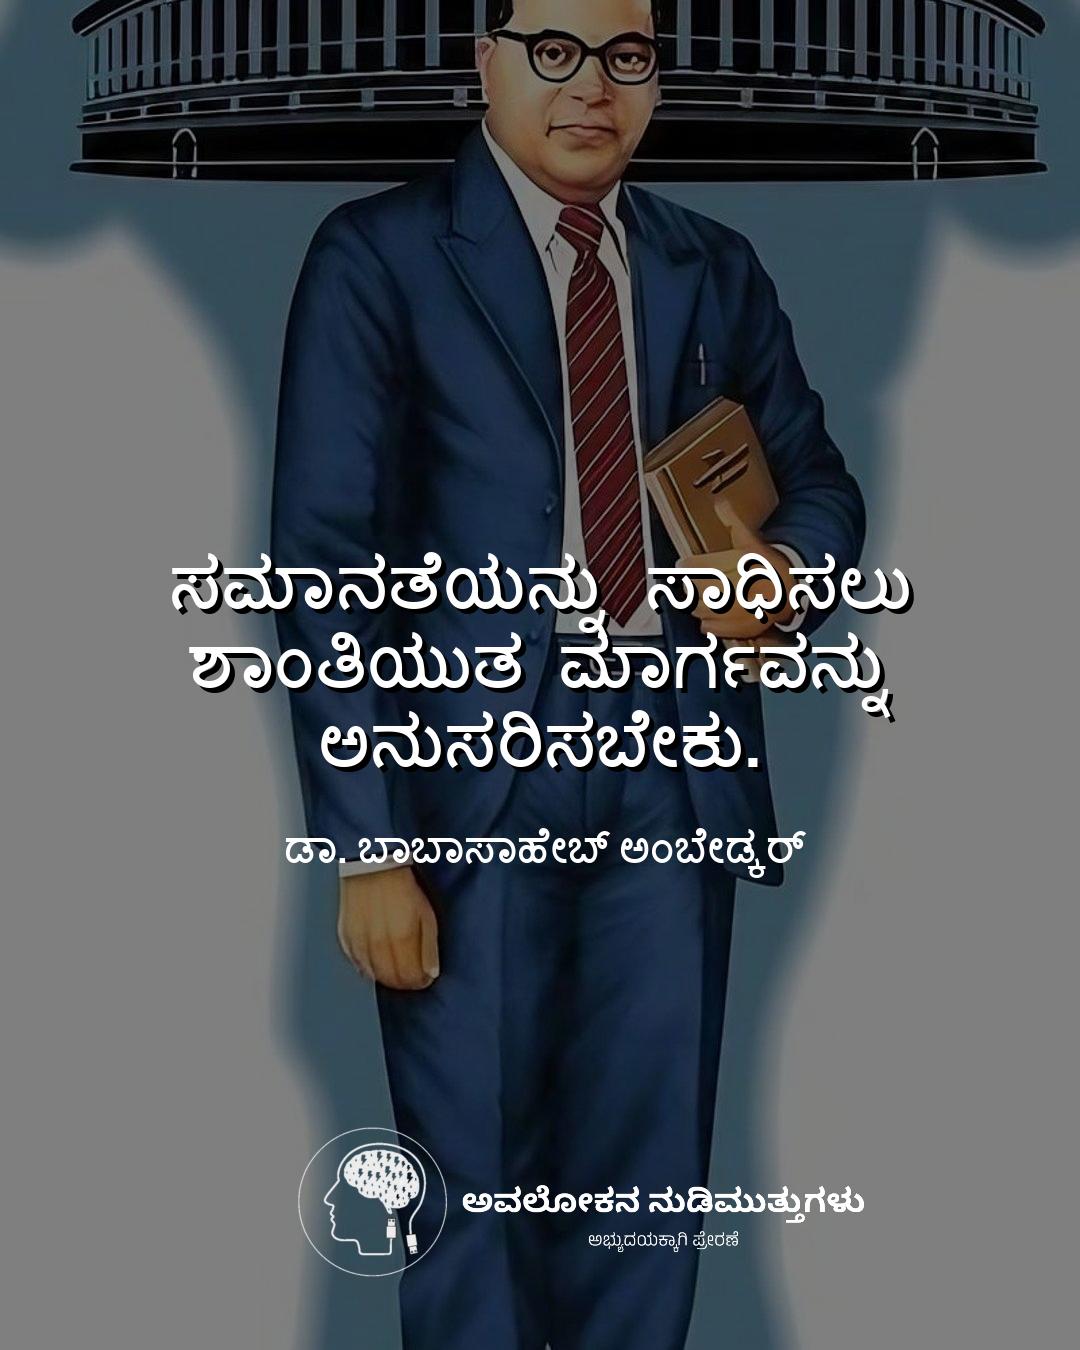 ಸಮಾನತೆಯನ್ನು ಸಾಧಿಸಲು
ಶಾಂತಿಯುತ ಮಾರ್ಗವನ್ನು
ಅನುಸರಿಸಬೇಕು.
ಡಾ. ಬಾಬಾಸಾಹೇಬ್ ಅಂಬೇಡ್ಕರ್
ಅವಲೋಕನ ನುಡಿಮುತ್ತುಗಳು
ಅಭ್ಯುದಯಕ್ಕಾಗಿ ಪ್ರೇರಣೆ